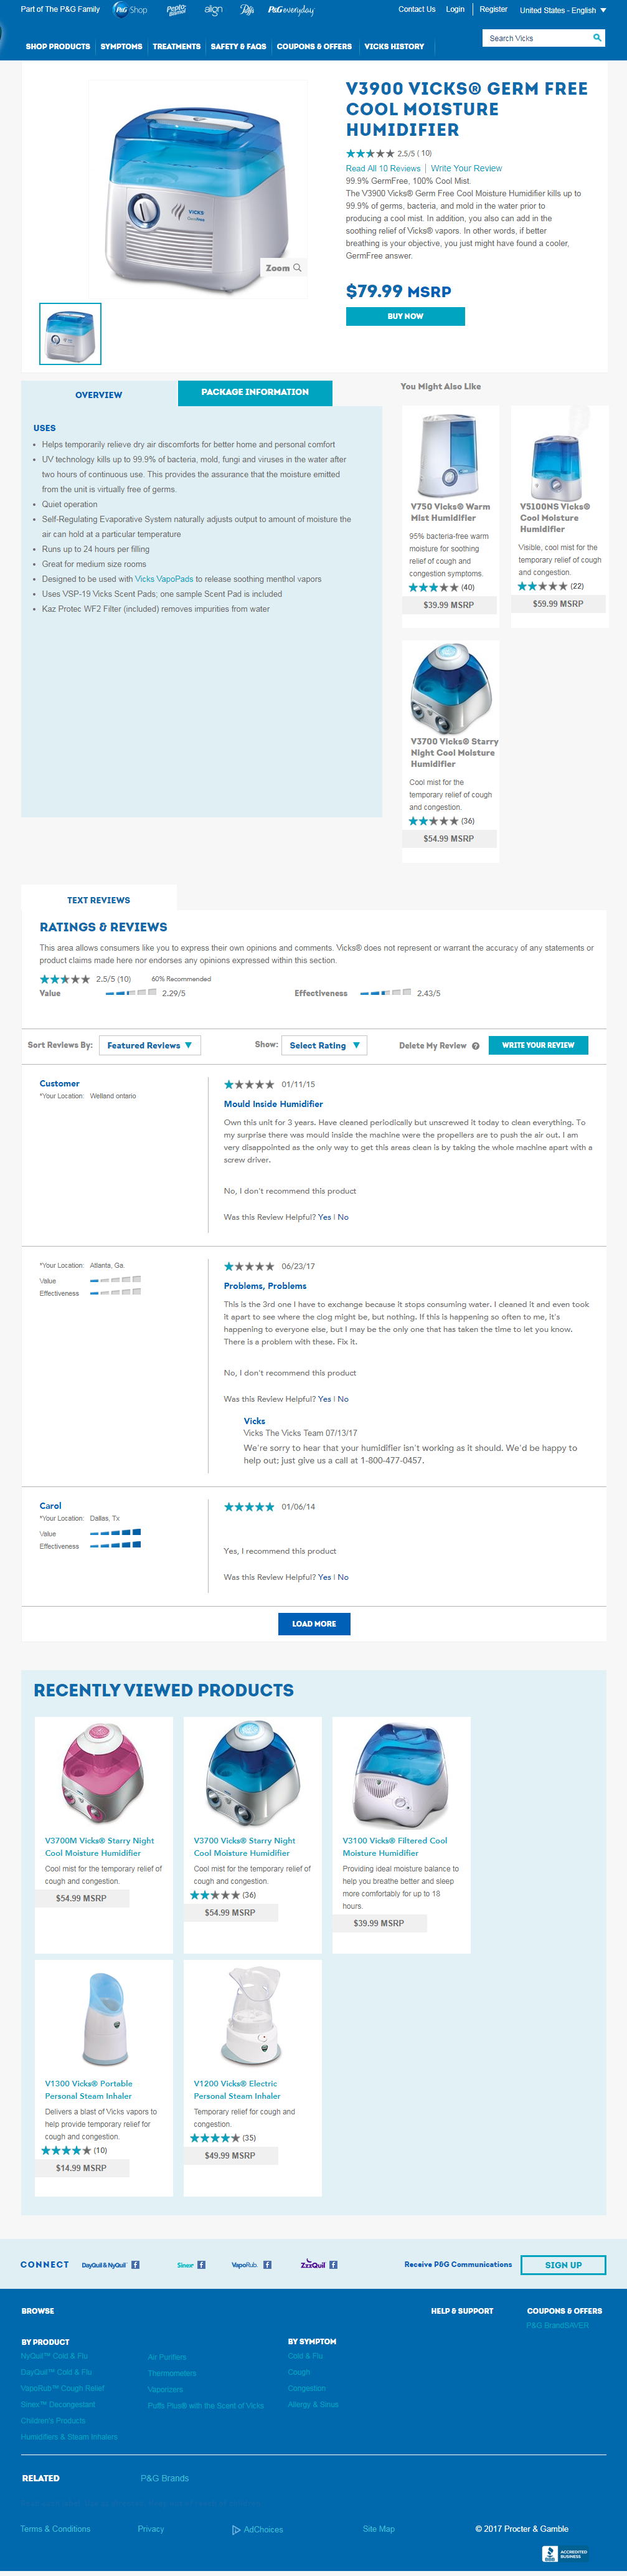 Part of The P&G Family P&G Shop Pepto Bismol align Puffs P&G everyday Contact Us Login Register United States - English
SHOP PRODUCTS SYMPTOMS TREATMENTS SAFETY & FAQS COUPONS & OFFERS VICKS HISTORY Search Vicks
V3900 VICKS® GERM FREE
COOL MOISTURE
HUMIDIFIER
2.5/5 ( 10)
Read All 10 Reviews | Write Your Review
99.9% GermFree, 100% Cool Mist.
The V3900 Vicks® Germ Free Cool Moisture Humidifier kills up to
99.9% of germs, bacteria, and mold in the water prior to
producing a cool mist. In addition, you also can add in the
soothing relief of Vicks® vapors. In other words, if better
breathing is your objective, you just might have found a cooler,
GermFree answer.
VICKS
Zoom
$79.99 MSRP
BUY NOW
OVERVIEW
PACKAGE INFORMATION
USES
• Helps temporarily relieve dry air discomforts for better home and personal comfort
• UV technology kills up to 99.9% of bacteria, mold, fungi and viruses in the water after
two hours of continuous use. This provides the assurance that the moisture emitted
from the unit is virtually free of germs.
• Quiet operation
• Self-Regulating Evaporative System naturally adjusts output to amount of moisture the
air can hold at a particular temperature
• Runs up to 24 hours per filling
• Great for medium size rooms
• Designed to be used with Vicks VapoPads to release soothing menthol vapors
• Uses VSP-19 Vicks Scent Pads; one sample Scent Pad is included
• Kaz Protec WF2 Filter (included) removes impurities from water
You Might Also Like
V750 Vicks® Warm
Mist Humidifier
95% bacteria-free warm
moisture for soothing
relief of cough and
congestion symptoms.
(40)
$39.99 MSRP
V5100NS Vicks®
Cool Moisture
Humidifier
Visible, cool mist for the
temporary relief of cough
and congestion.
(22)
$59.99 MSRP
V3700 Vicks® Starry
Night Cool Moisture
Humidifier
Cool mist for the
temporary relief of cough
and congestion.
(36)
$54.99 MSRP
TEXT REVIEWS
RATINGS & REVIEWS
This area allows consumers like you to express their own opinions and comments. Vicks® does not represent or warrant the accuracy of any statements or
product claims made here nor endorses any opinions expressed within this section.
2.5/5 (10) 60% Recommended
Value 2.29/5 Effectiveness 2.43/5
Sort Reviews By: Featured Reviews ▼ Show: Select Rating ▼ Delete My Review ? WRITE YOUR REVIEW
Customer
*Your Location: Welland ontario
01/11/15
Mould Inside Humidifier
Own this unit for 3 years. Have cleaned periodically but unscrewed it today to clean everything. To
my surprise there was mould inside the machine were the propellers are to push the air out. I am
very disappointed as the only way to get this areas clean is by taking the whole machine apart with a
screw driver.
No, I don't recommend this product
Was this Review Helpful? Yes | No
*Your Location: Atlanta, Ga.
Value
Effectiveness
06/23/17
Problems, Problems
This is the 3rd one I have to exchange because it stops consuming water. I cleaned it and even took
it apart to see where the clog might be, but nothing. If this is happening so often to me, it's
happening to everyone else, but I may be the only one that has taken the time to let you know.
There is a problem with these. Fix it.
No, I don't recommend this product
Was this Review Helpful? Yes | No
Vicks
Vicks The Vicks Team 07/13/17
We're sorry to hear that your humidifier isn't working as it should. We'd be happy to
help out; just give us a call at 1-800-477-0457.
Carol
*Your Location: Dallas, Tx
Value
Effectiveness
01/06/14
Yes, I recommend this product
Was this Review Helpful? Yes | No
LOAD MORE
RECENTLY VIEWED PRODUCTS
V3700M Vicks® Starry Night
Cool Moisture Humidifier
Cool mist for the temporary relief of
cough and congestion.
$54.99 MSRP
V3700 Vicks® Starry Night
Cool Moisture Humidifier
Cool mist for the temporary relief of
cough and congestion.
(36)
$54.99 MSRP
V3100 Vicks® Filtered Cool
Moisture Humidifier
Providing ideal moisture balance to
help you breathe better and sleep
more comfortably for up to 18
hours.
$39.99 MSRP
V1300 Vicks® Portable
Personal Steam Inhaler
Delivers a blast of Vicks vapors to
help provide temporary relief for
cough and congestion.
(10)
$14.99 MSRP
V1200 Vicks® Electric
Personal Steam Inhaler
Temporary relief for cough and
congestion.
(35)
$49.99 MSRP
CONNECT DayQuil & NyQuil Sinex VapoRub ZzzQuil Receive P&G Communications SIGN UP
BROWSE HELP & SUPPORT COUPONS & OFFERS
P&G BrandSAVER
BY PRODUCT
NyQuil™ Cold & Flu
DayQuil™ Cold & Flu
VapoRub™ Cough Relief
Sinex™ Decongestant
Children's Products
Humidifiers & Steam Inhalers
Air Purifiers
Thermometers
Vaporizers
Puffs Plus® with the Scent of Vicks
BY SYMPTOM
Cold & Flu
Cough
Congestion
Allergy & Sinus
RELATED P&G Brands
Terms & Conditions Privacy AdChoices Site Map © 2017 Procter & Gamble
BBB ACCREDITED
BUSINESS